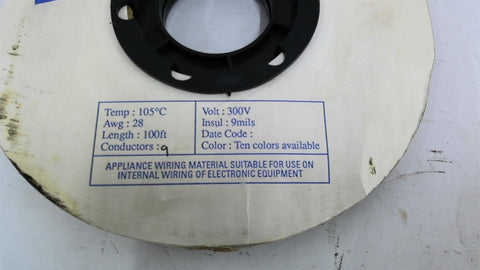 Temp : 105°C
Awg : 28
Length : 100ft
Conductors : 9
Volt : 300V
Insul : 9mils
Date Code :
Color : Ten colors available
APPLIANCE WIRING MATERIAL SUITABLE FOR USE ON
INTERNAL WIRING OF ELECTRONIC EQUIPMENT